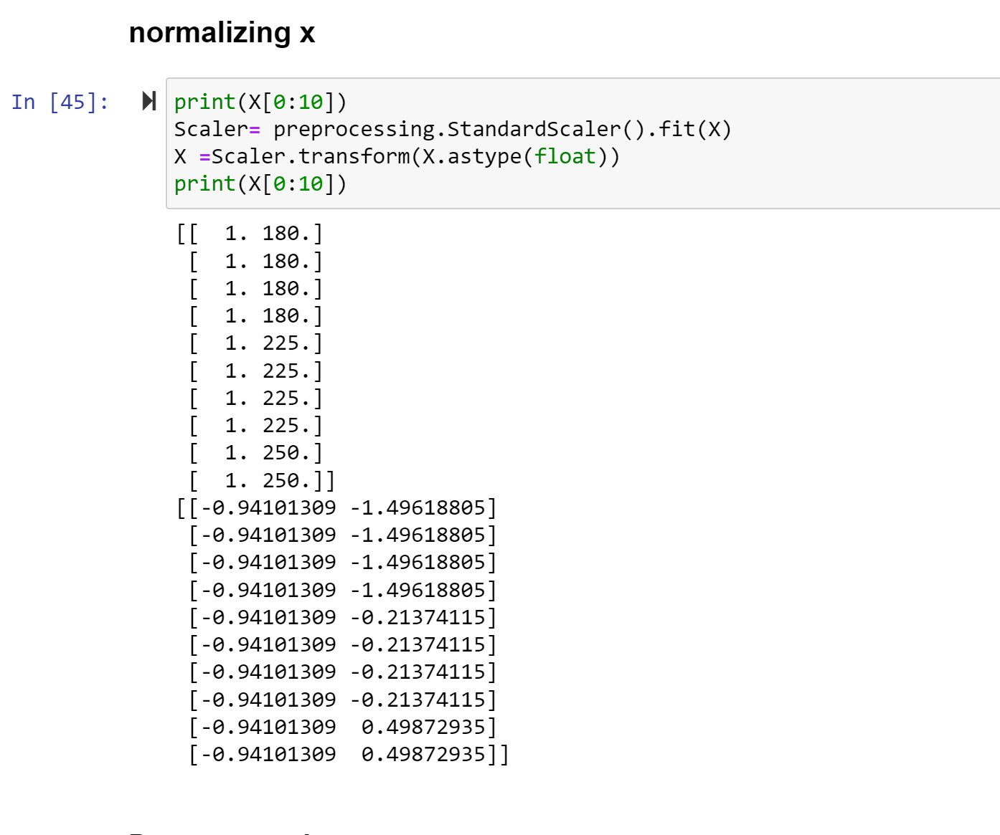 normalizing x
In [45]:
print(X[0:10])
Scaler= preprocessing.StandardScaler().fit(X)
X =Scaler.transform(X.astype(float))
print(X[0:10])
[[  1. 180.]
 [  1. 180.]
 [  1. 180.]
 [  1. 180.]
 [  1. 225.]
 [  1. 225.]
 [  1. 225.]
 [  1. 225.]
 [  1. 250.]
 [  1. 250.]]
[[-0.94101309 -1.49618805]
 [-0.94101309 -1.49618805]
 [-0.94101309 -1.49618805]
 [-0.94101309 -1.49618805]
 [-0.94101309 -0.21374115]
 [-0.94101309 -0.21374115]
 [-0.94101309 -0.21374115]
 [-0.94101309 -0.21374115]
 [-0.94101309  0.49872935]
 [-0.94101309  0.49872935]]